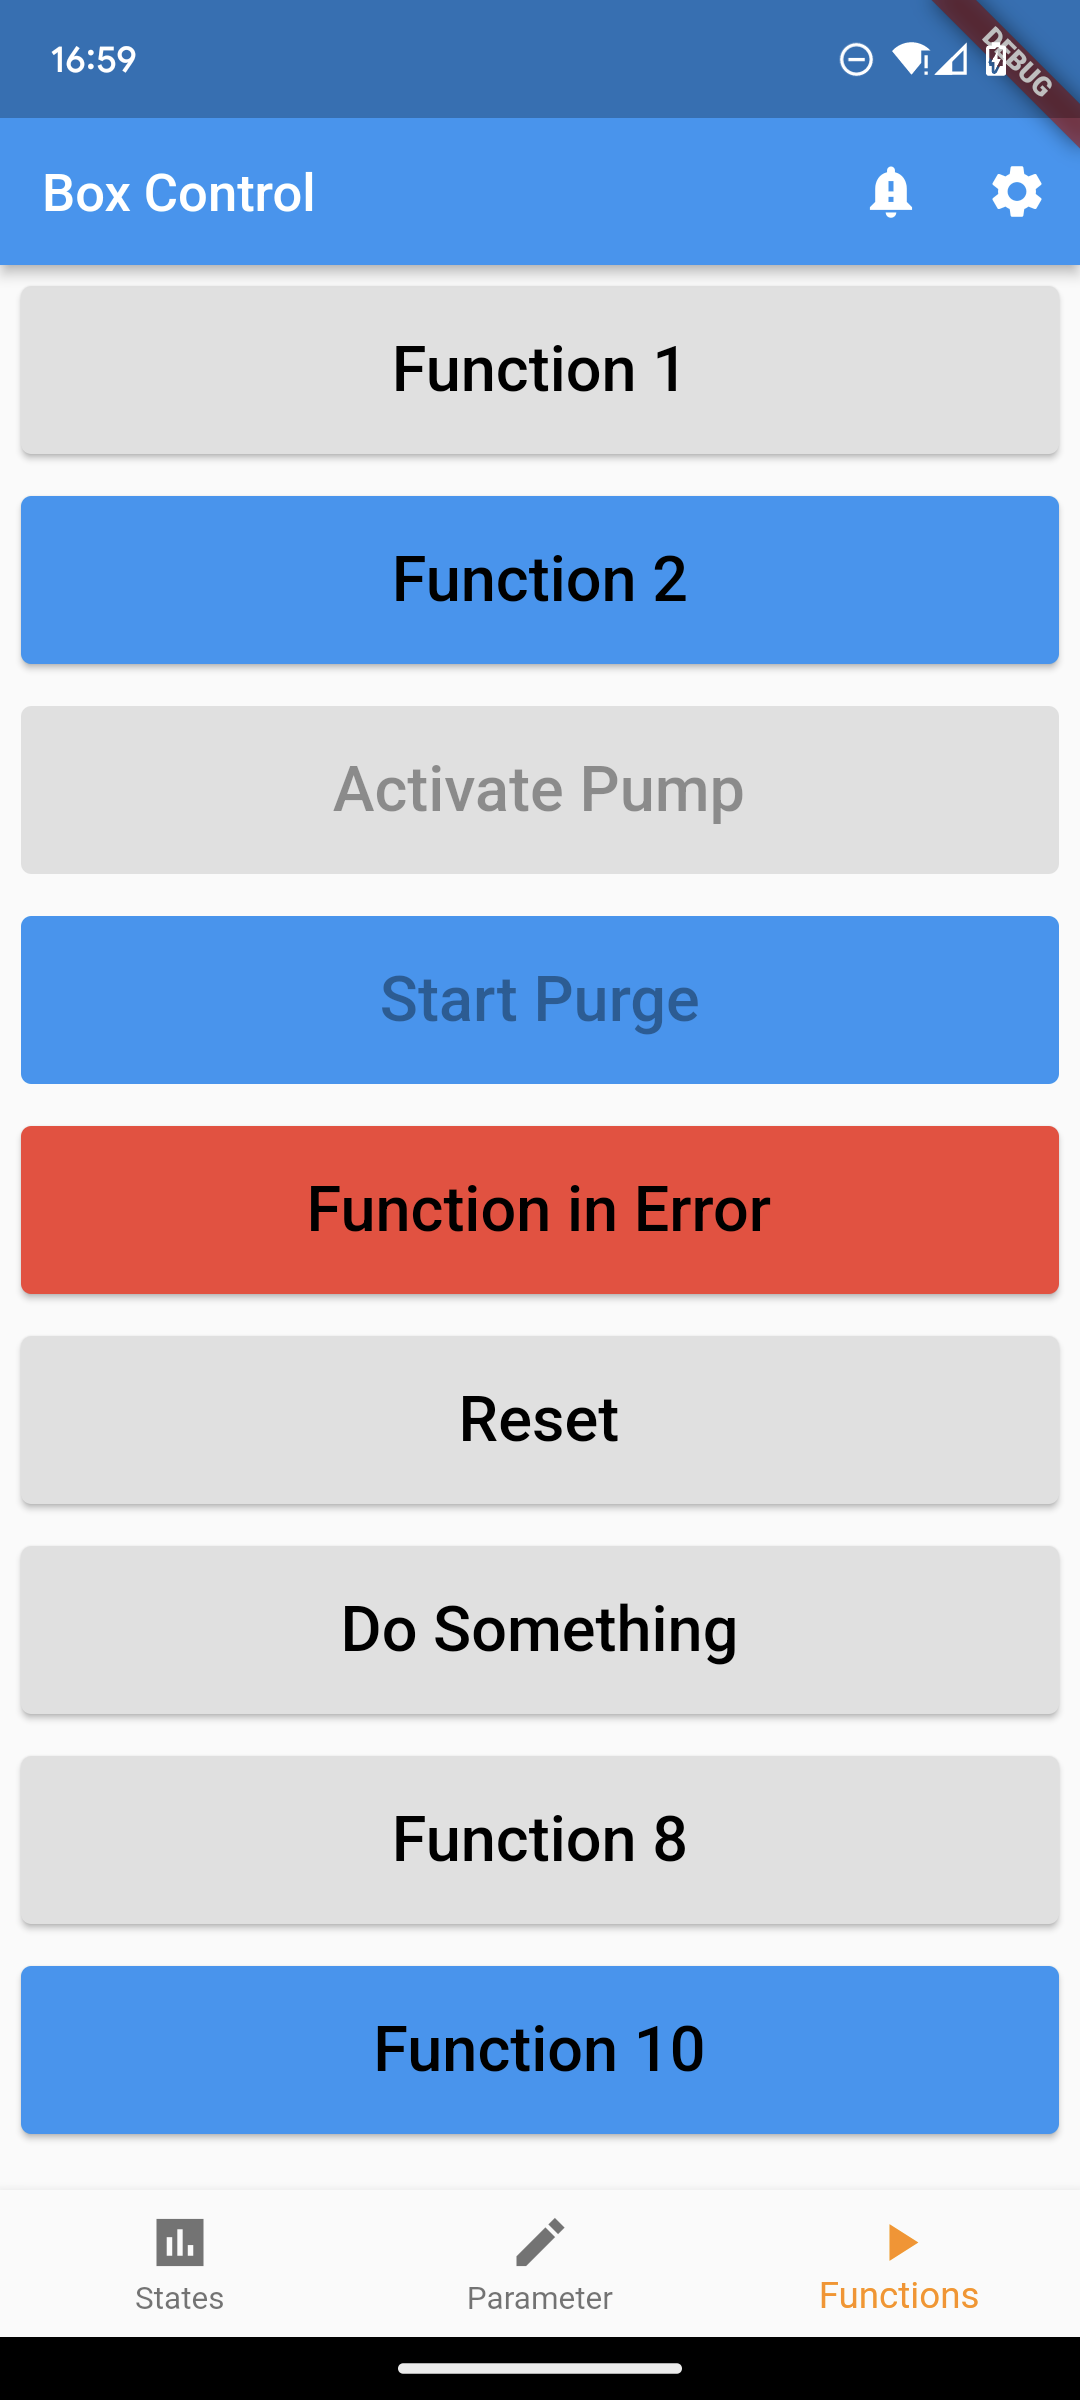 16:59
DEBUG
Box Control
Function 1
Function 2
Activate Pump
Start Purge
Function in Error
Reset
Do Something
Function 8
Function 10
States
Parameter
Functions